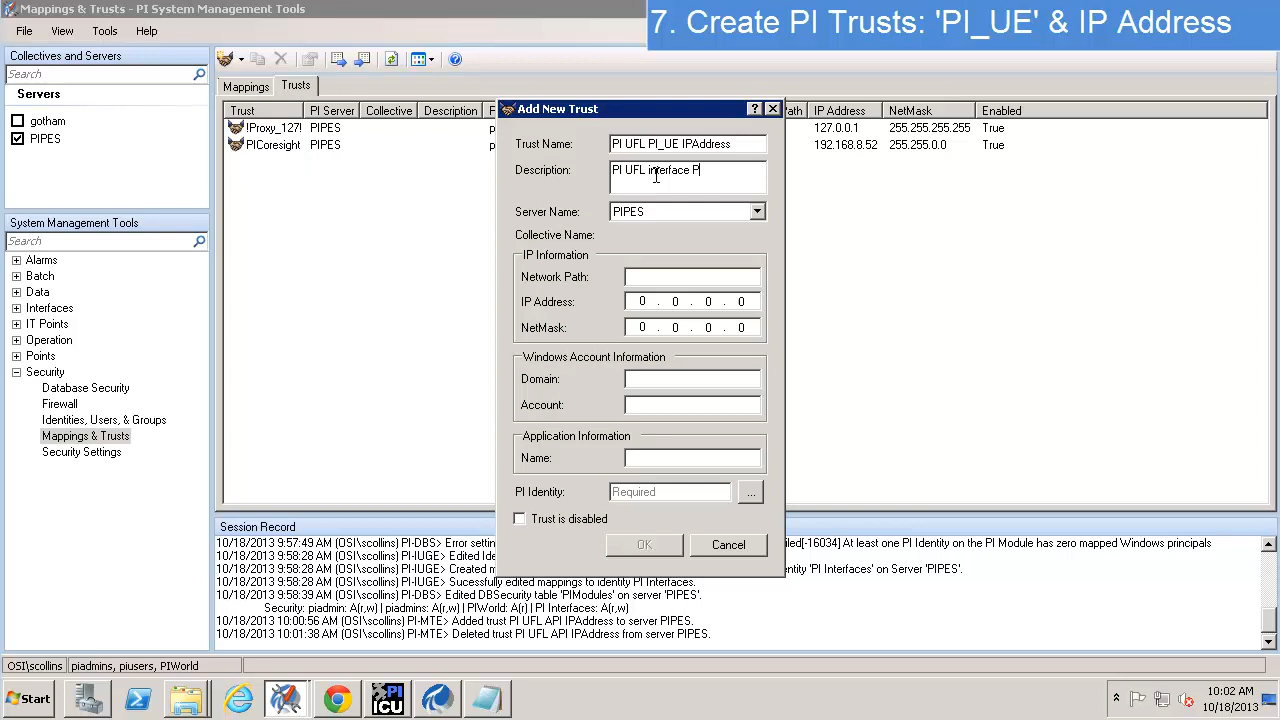 Mappings & Trusts - PI System Management Tools
7. Create PI Trusts: 'PI_UE' & IP Address
File View Tools Help
Collectives and Servers
Search
Servers
gotham
PIPES
System Management Tools
Search
Alarms
Batch
Data
Interfaces
IT Points
Operation
Points
Security
Database Security
Firewall
Identities, Users, & Groups
Mappings & Trusts
Security Settings
Mappings Trusts
Trust PI Server Collective Description IP Address NetMask Enabled
!Proxy_127! PIPES 127.0.0.1 255.255.255.255 True
PICoresight PIPES 192.168.8.52 255.255.0.0 True
Add New Trust
Trust Name: PI UFL PI_UE IPAddress
Description: PI UFL interface P
Server Name: PIPES
Collective Name:
IP Information
Network Path:
IP Address: 0 . 0 . 0 . 0
NetMask: 0 . 0 . 0 . 0
Windows Account Information
Domain:
Account:
Application Information
Name:
PI Identity: Required ...
Trust is disabled
OK Cancel
Session Record
10/18/2013 9:57:49 AM (OSI\scollins) PI-DBS> Error settin
iled[-16034] At least one PI Identity on the PI Module has zero mapped Windows principals
10/18/2013 9:58:28 AM (OSI\scollins) PI-IUGE> Edited Ide
10/18/2013 9:58:28 AM (OSI\scollins) PI-IUGE> Created m
entity 'PI Interfaces' on Server 'PIPES'.
10/18/2013 9:58:28 AM (OSI\scollins) PI-IUGE> Sucessfully edited mappings to identity PI Interfaces.
10/18/2013 9:58:39 AM (OSI\scollins) PI-DBS> Edited DBSecurity table 'PIModules' on server 'PIPES'.
Security: piadmin: A(r,w) | piadmins: A(r,w) | PIWorld: A(r) | PI Interfaces: A(r,w)
10/18/2013 10:00:56 AM (OSI\scollins) PI-MTE> Added trust PI UFL API IPAddress to server PIPES.
10/18/2013 10:01:38 AM (OSI\scollins) PI-MTE> Deleted trust PI UFL API IPAddress from server PIPES.
OSI\scollins piadmins, piusers, PIWorld
Start
PI
ICU
10:02 AM
10/18/2013